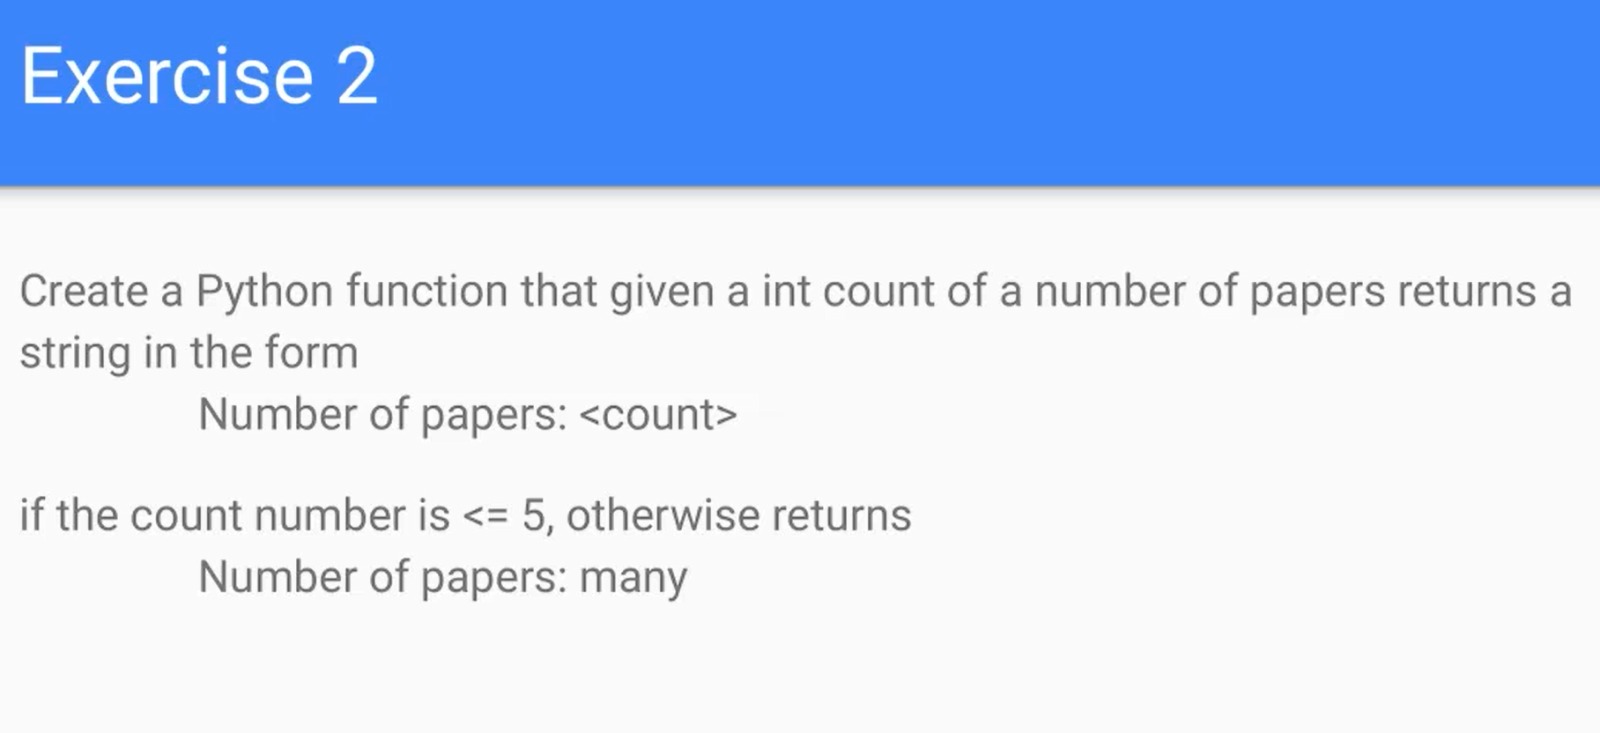 Exercise 2
Create a Python function that given a int count of a number of papers returns a
string in the form
Number of papers: <count>
if the count number is <= 5, otherwise returns
Number of papers: many